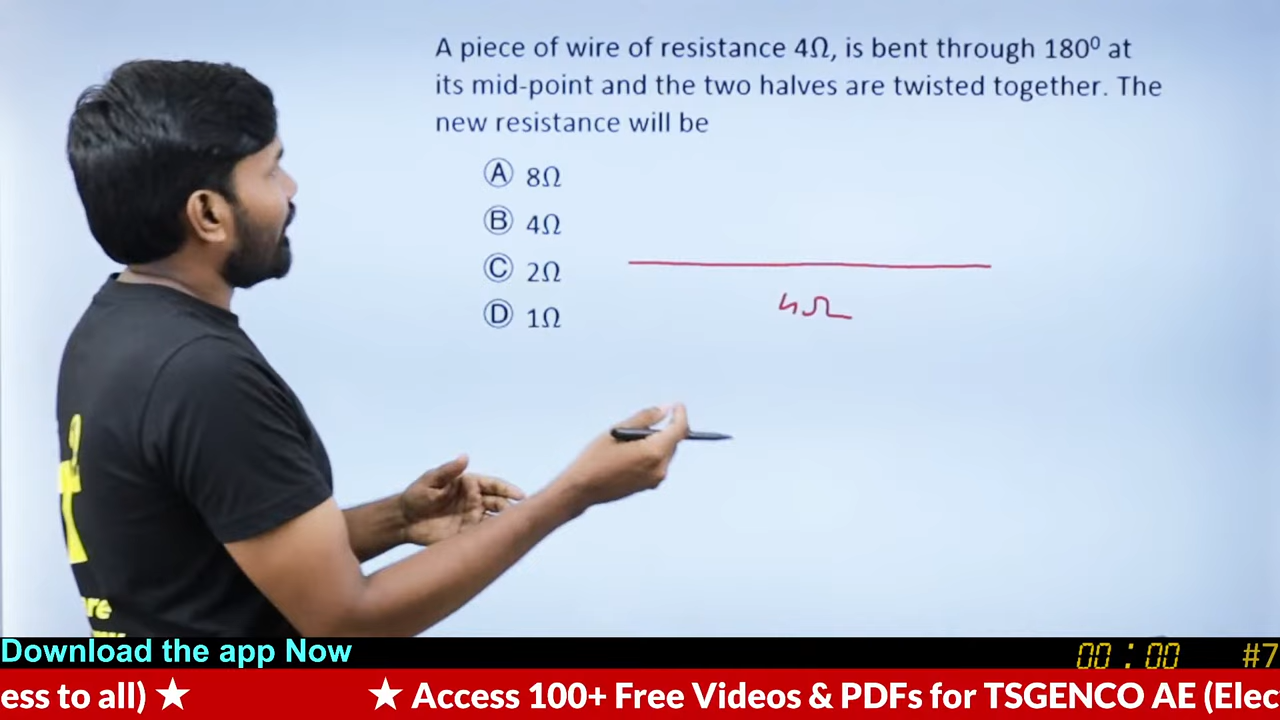 A piece of wire of resistance 4Ω, is bent through 180⁰ at
its mid-point and the two halves are twisted together. The
new resistance will be
Ⓐ 8Ω
Ⓑ 4Ω
Ⓒ 2Ω
Ⓓ 1Ω
4Ω
Download the app Now
00 : 00 #7
ess to all) ★ ★ Access 100+ Free Videos & PDFs for TSGENCO AE (Elec